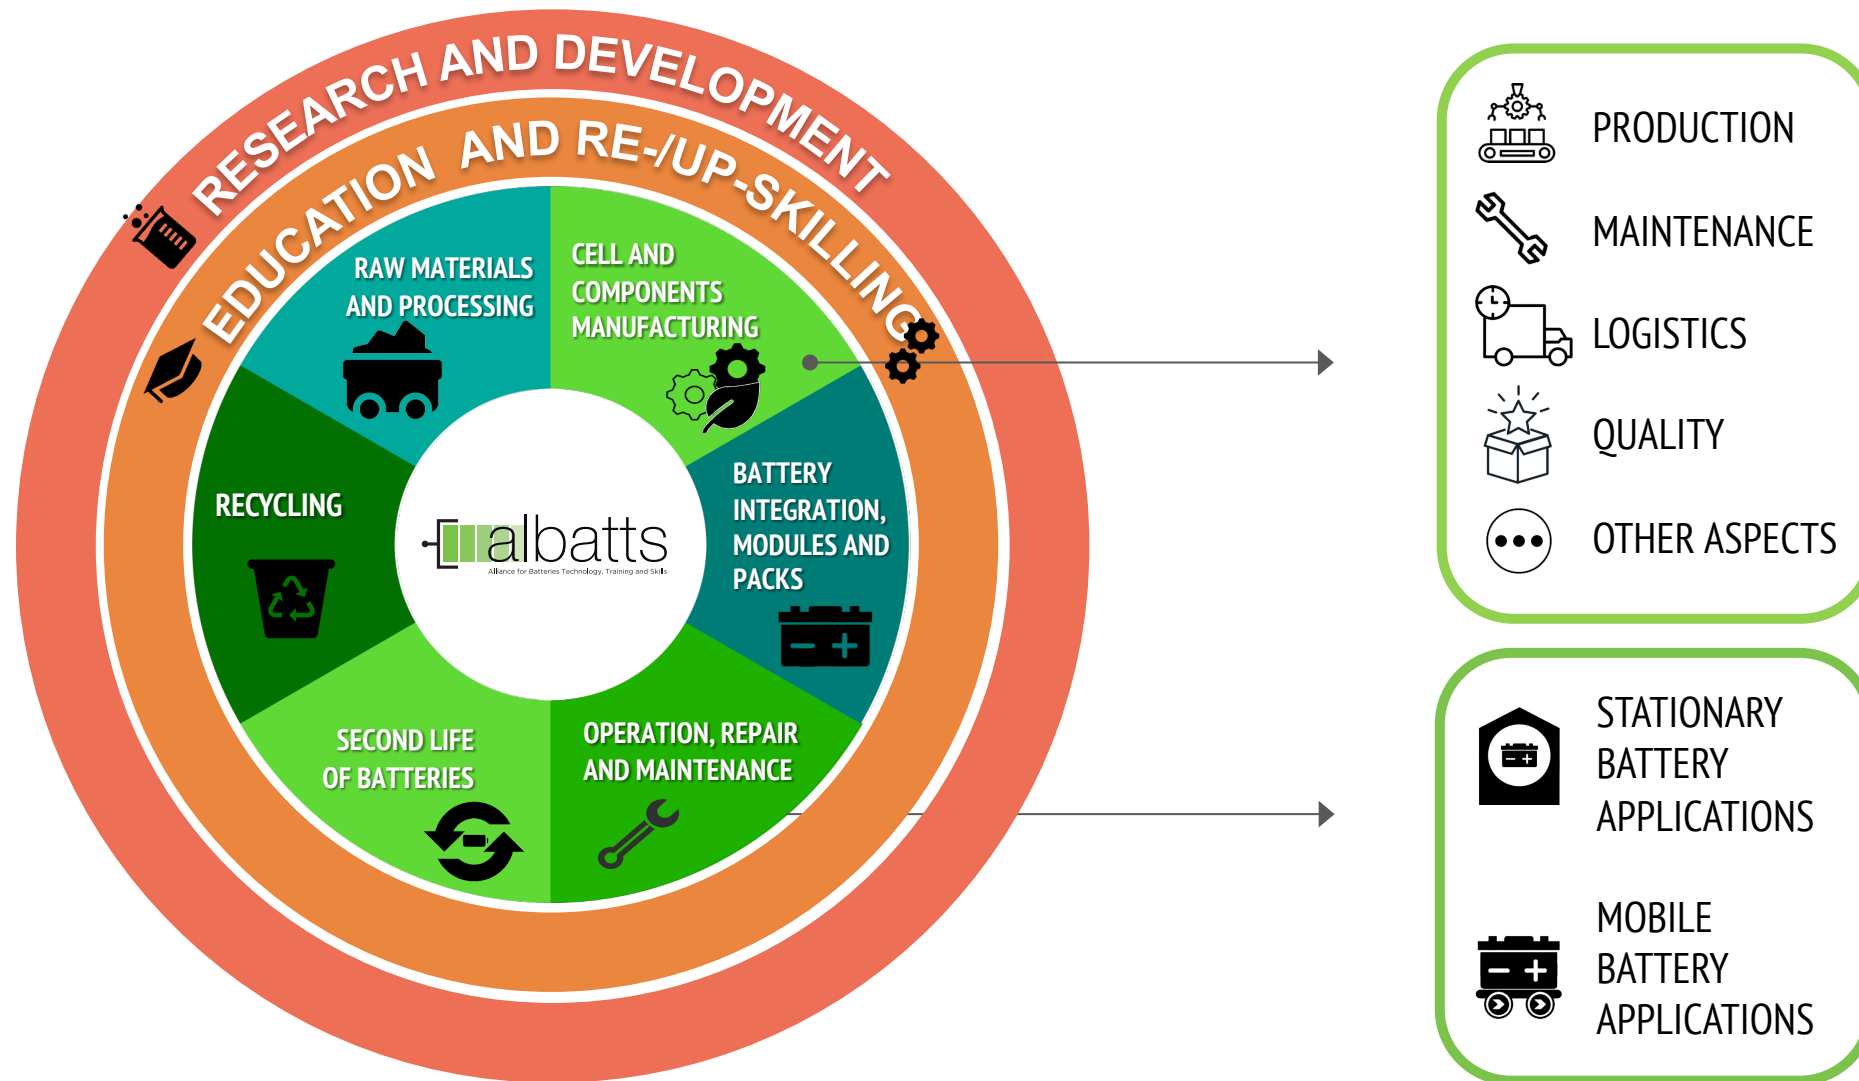 RESEARCH AND DEVELOPMENT
EDUCATION AND RE-/UP-SKILLING
RAW MATERIALS
AND PROCESSING
CELL AND
COMPONENTS
MANUFACTURING
BATTERY
INTEGRATION,
MODULES AND
PACKS
OPERATION, REPAIR
AND MAINTENANCE
SECOND LIFE
OF BATTERIES
RECYCLING
albatts
Alliance for Batteries Technology, Training and Skills
PRODUCTION
MAINTENANCE
LOGISTICS
QUALITY
OTHER ASPECTS
STATIONARY
BATTERY
APPLICATIONS
MOBILE
BATTERY
APPLICATIONS